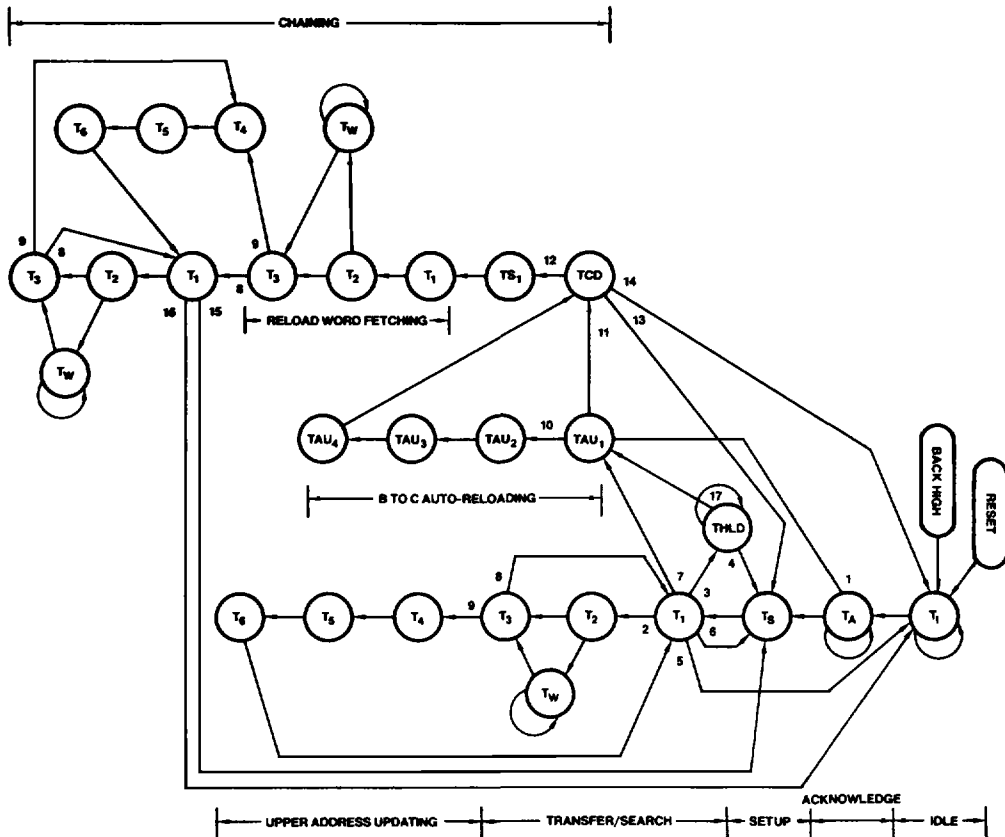 CHAINING
T6 T5 T4 TW
9 8 9 12 14
T3 T2 T1 T3 T2 T1 TS1 TCD
16 15 8 13
RELOAD WORD FETCHING
11
TW
10
TAU4 TAU3 TAU2 TAU1
BACK HIGH
RESET
B TO C AUTO-RELOADING
17
THLD
4
8 7 3 1
T6 T5 T4 9 T3 T2 T1 TS TA TI
2 6
5
TW
ACKNOWLEDGE
UPPER ADDRESS UPDATING TRANSFER/SEARCH SETUP IDLE